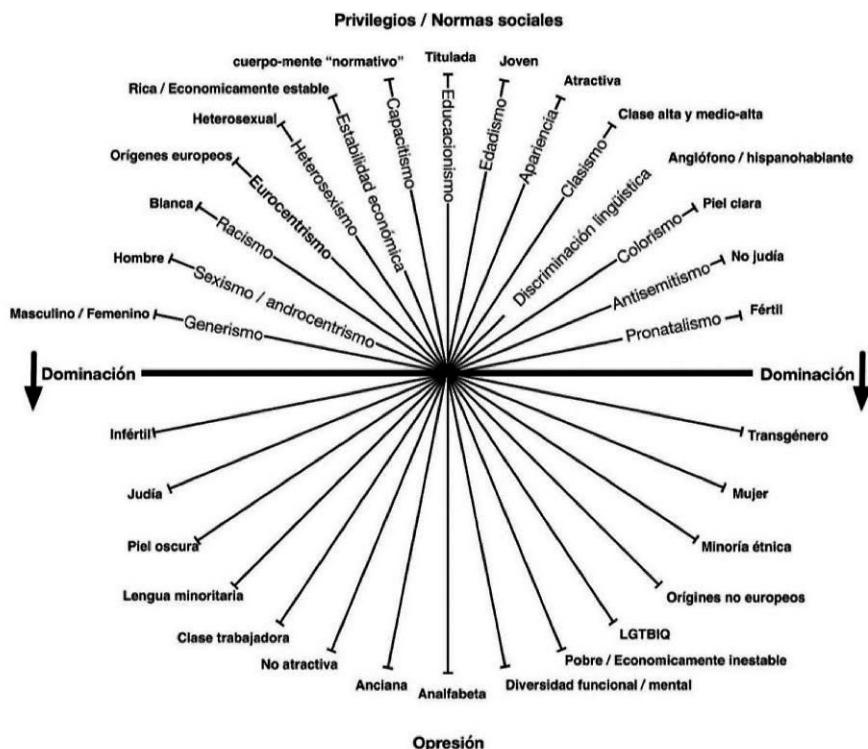 Privilegios / Normas sociales
cuerpo-mente “normativo”
Titulada
Joven
Rica / Economicamente estable
Atractiva
Heterosexual
Clase alta y medio-alta
Orígenes europeos
Anglófono / hispanohablante
Blanca
Piel clara
Hombre
No judía
Masculino / Femenino
Fértil
Generismo
Sexismo / androcentrismo
Racismo
Eurocentrismo
Heterosexismo
Estabilidad económica
Capacitismo
Educacionismo
Edadismo
Apariencía
Clasismo
Discriminación lingüística
Colorismo
Antisemitismo
Pronatalismo
Dominación
Dominación
Infértil
Transgénero
Judía
Mujer
Piel oscura
Minoría étnica
Lengua minoritaria
Orígines no europeos
Clase trabajadora
LGTBIQ
No atractiva
Pobre / Economicamente inestable
Anciana
Analfabeta
Diversidad funcional / mental
Opresión